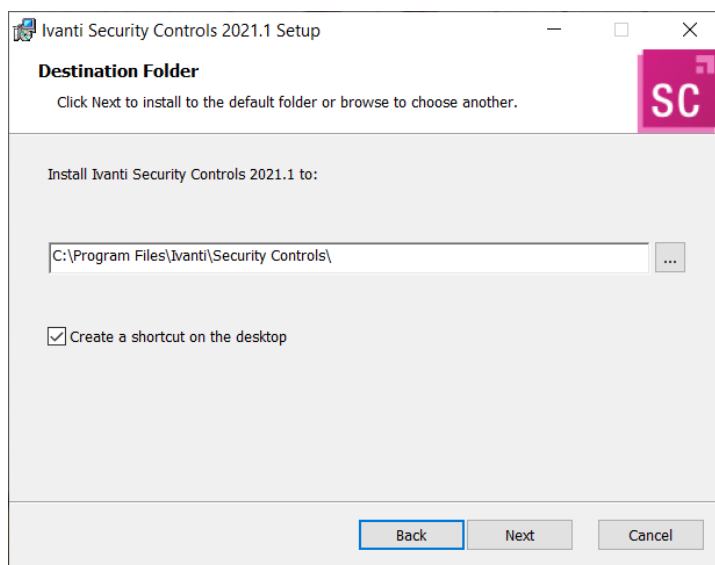 Ivanti Security Controls 2021.1 Setup
Destination Folder
Click Next to install to the default folder or browse to choose another.
SC
Install Ivanti Security Controls 2021.1 to:
C:\Program Files\Ivanti\Security Controls\
...
Create a shortcut on the desktop
Back
Next
Cancel